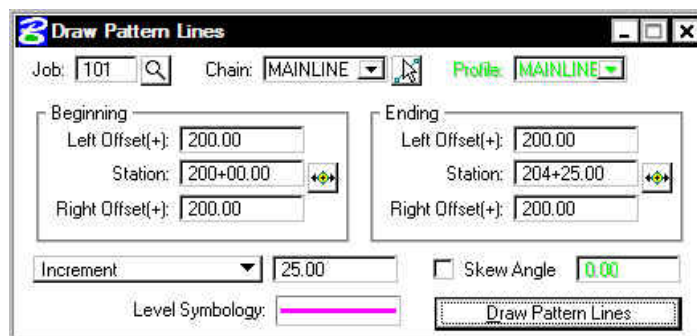 Draw Pattern Lines
Job: 101 Chain: MAINLINE Profile: MAINLINE
Beginning Ending
Left Offset(+): 200.00 Left Offset(+): 200.00
Station: 200+00.00 Station: 204+25.00
Right Offset(+): 200.00 Right Offset(+): 200.00
Increment 25.00 Skew Angle 0.00
Level Symbology: Draw Pattern Lines